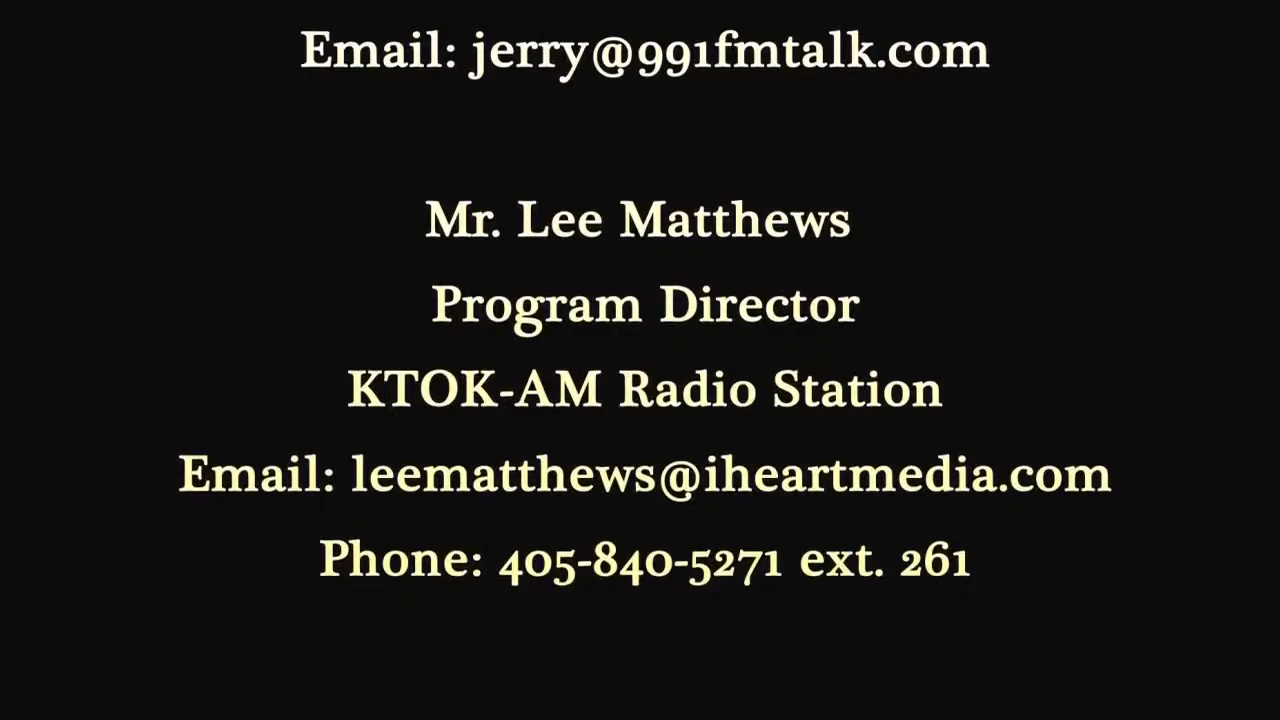 Email: jerry@991fmtalk.com
Mr. Lee Matthews
Program Director
KTOK-AM Radio Station
Email: leematthews@iheartmedia.com
Phone: 405-840-5271 ext. 261